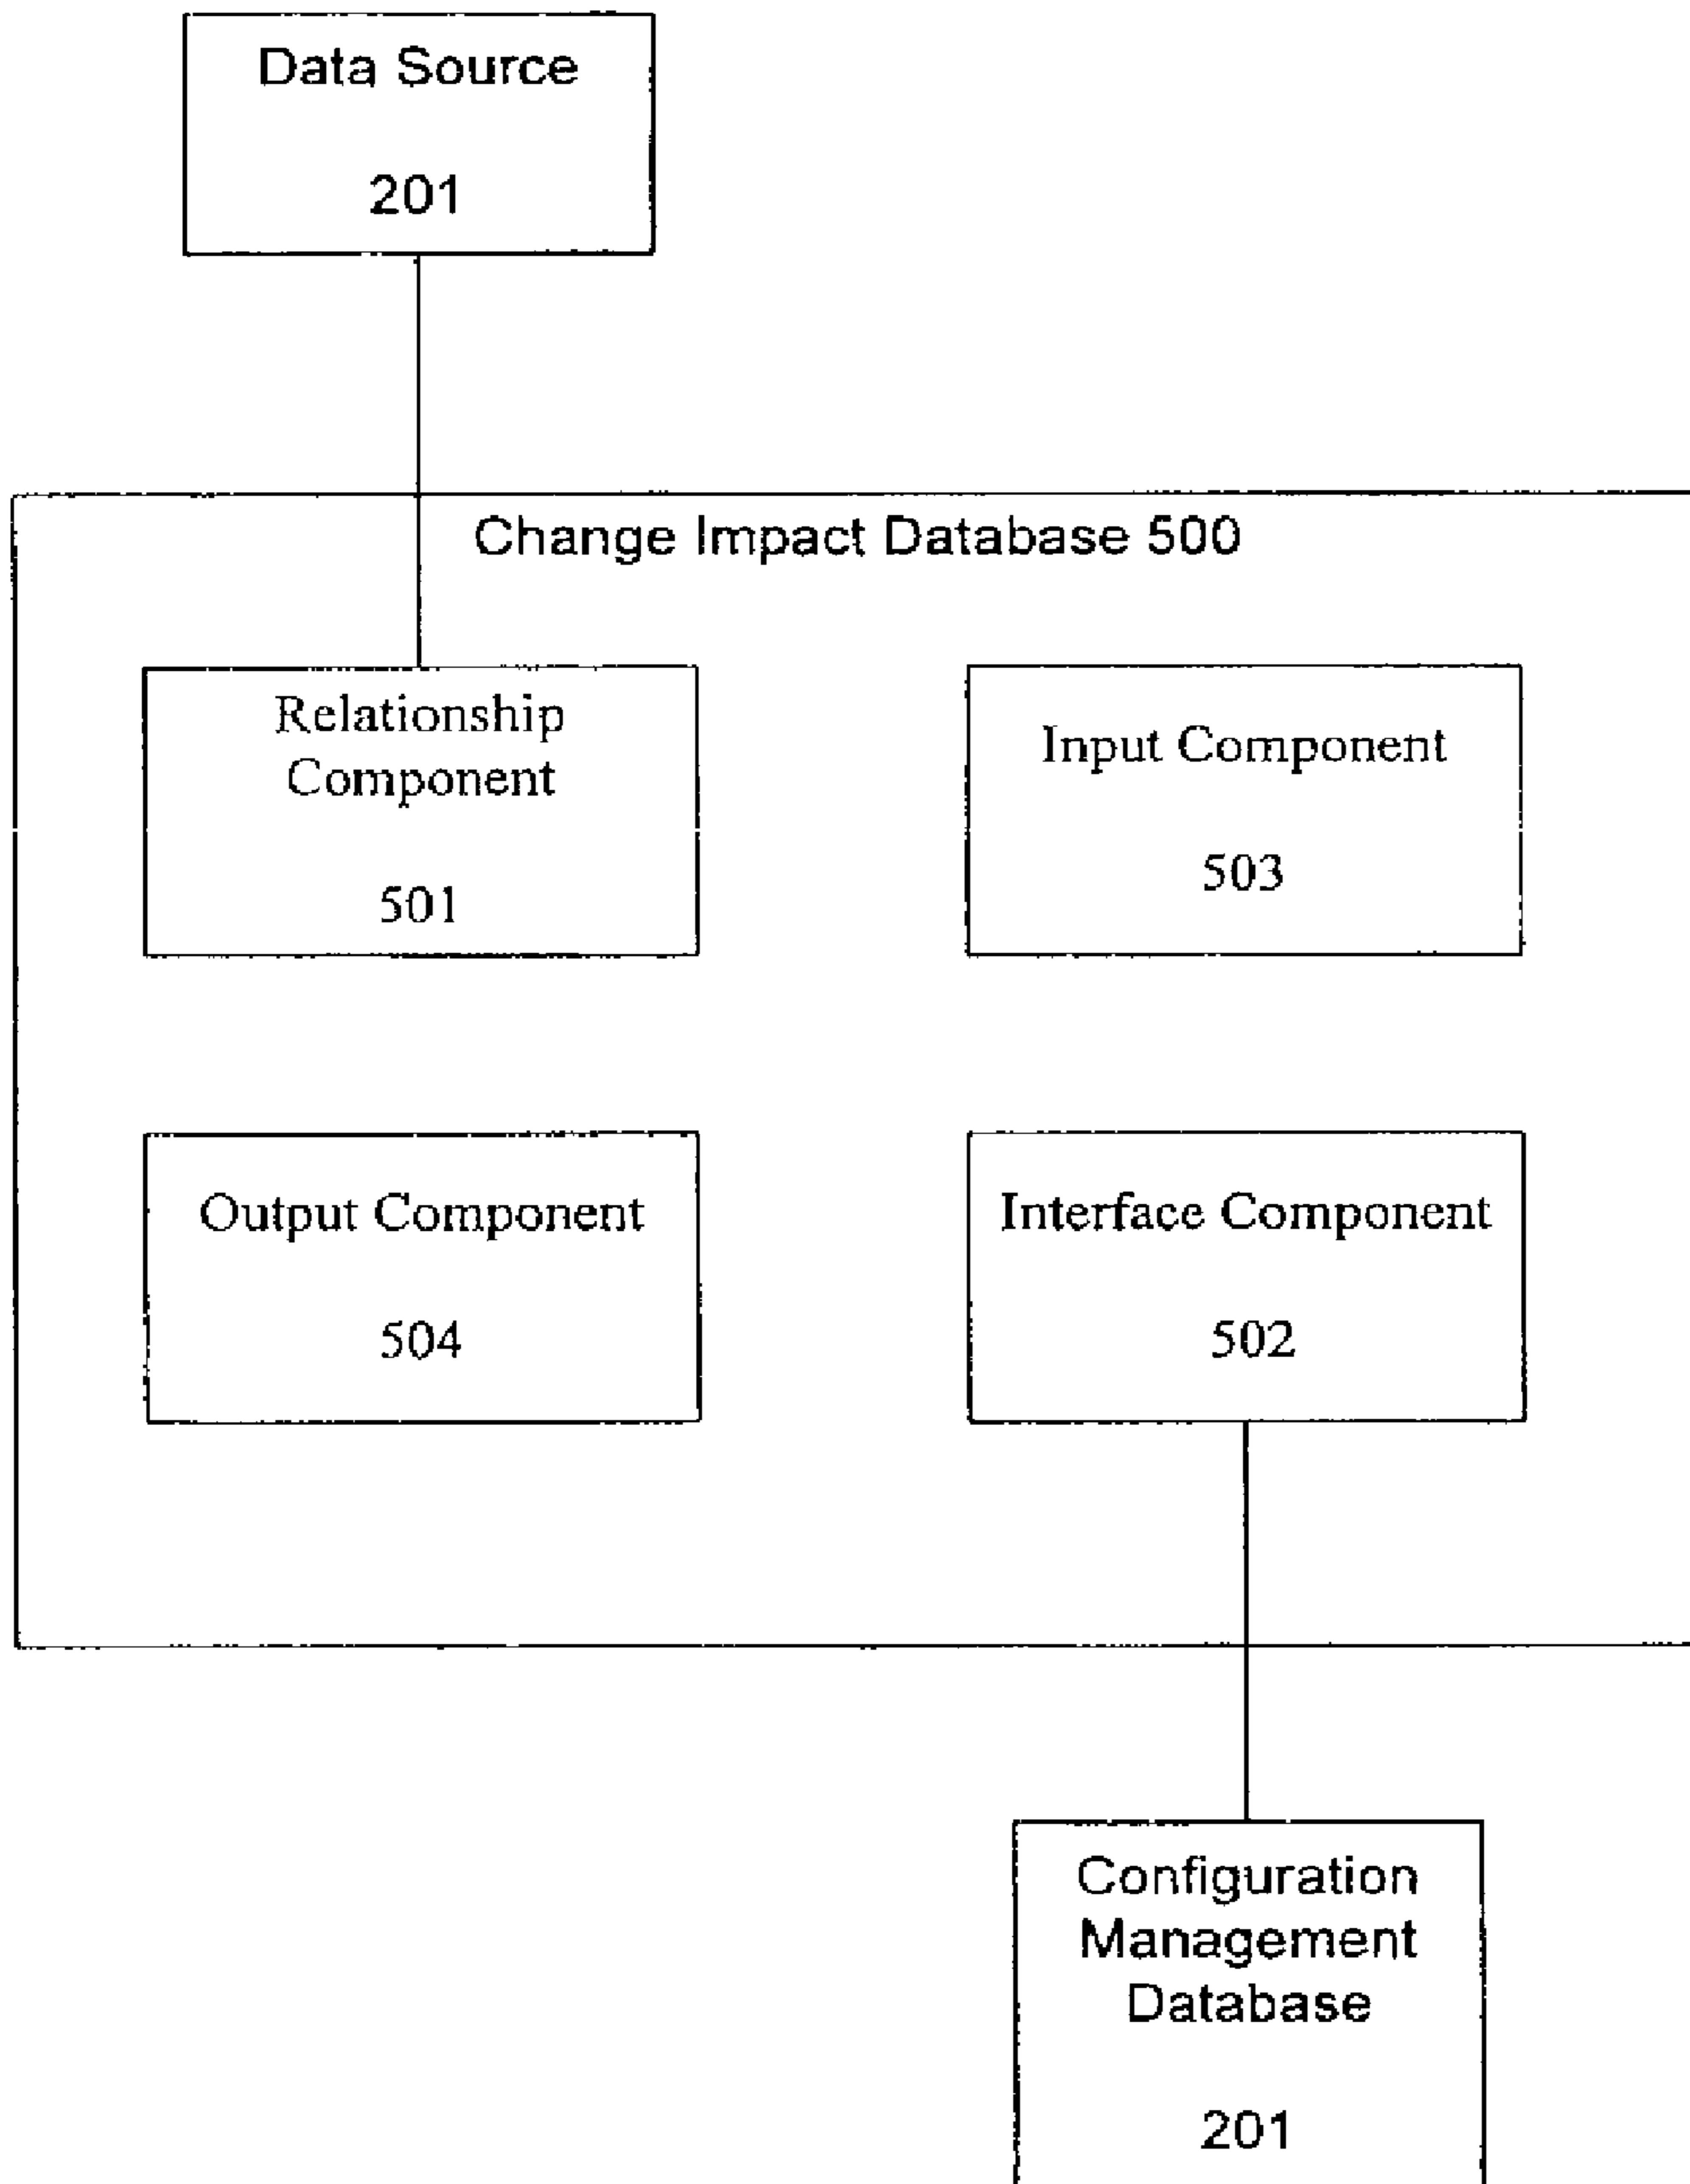 Data Source
201
Change Impact Database 500
Relationship
Component
501
Input Component
503
Output Component
504
Interface Component
502
Configuration
Management
Database
201